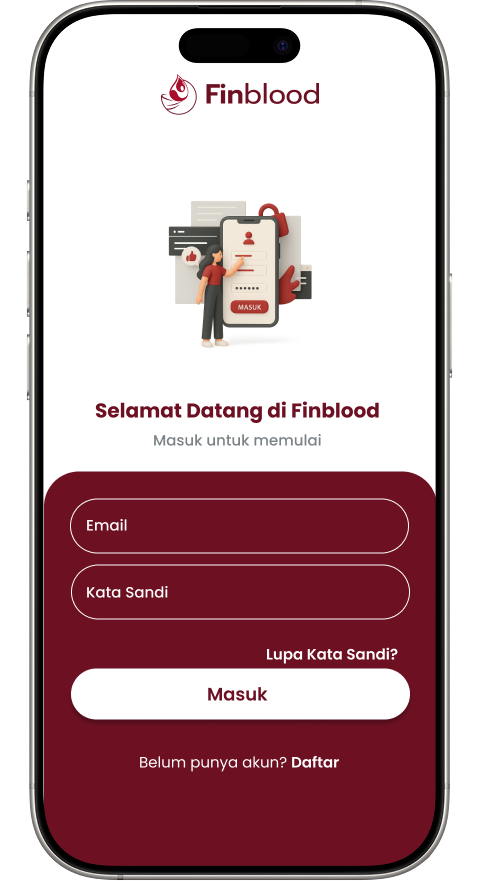 Finblood
MASUK
Selamat Datang di Finblood
Masuk untuk memulai
Email
Kata Sandi
Lupa Kata Sandi?
Masuk
Belum punya akun? Daftar